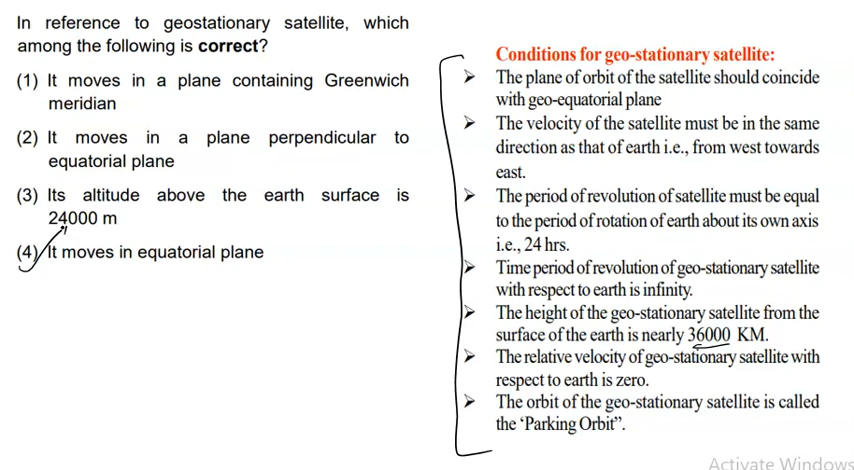 In reference to geostationary satellite, which
among the following is correct?
(1) It moves in a plane containing Greenwich
meridian
(2) It moves in a plane perpendicular to
equatorial plane
(3) Its altitude above the earth surface is
24000 m
(4) It moves in equatorial plane
Conditions for geo-stationary satellite:
➢ The plane of orbit of the satellite should coincide
with geo-equatorial plane
➢ The velocity of the satellite must be in the same
direction as that of earth i.e., from west towards
east.
➢ The period of revolution of satellite must be equal
to the period of rotation of earth about its own axis
i.e., 24 hrs.
➢ Time period of revolution of geo-stationary satellite
with respect to earth is infinity.
➢ The height of the geo-stationary satellite from the
surface of the earth is nearly 36000 KM.
➢ The relative velocity of geo-stationary satellite with
respect to earth is zero.
➢ The orbit of the geo-stationary satellite is called
the ‘Parking Orbit”.
Activate Windows